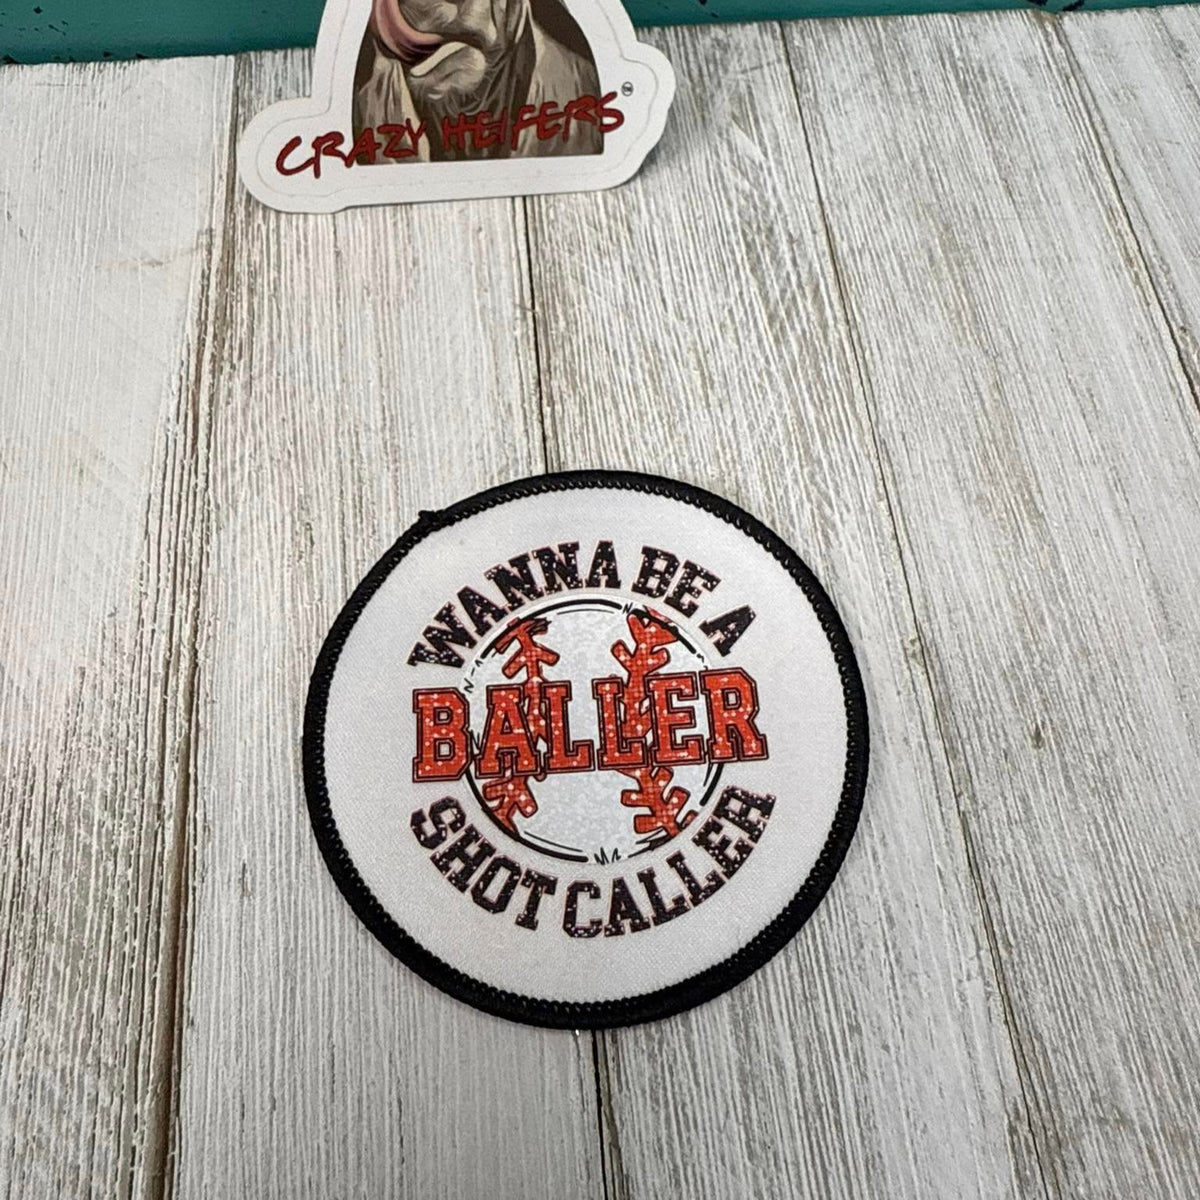 CRAZY HEIFERS®
WANNA BE A
BALLER
SHOT CALLER